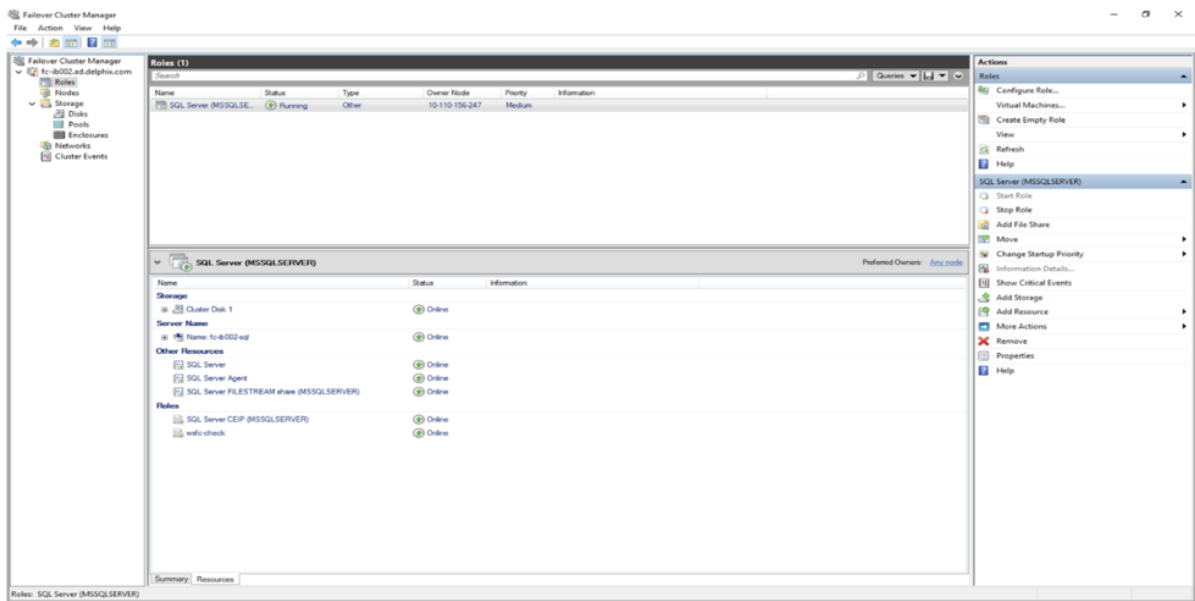 Failover Cluster Manager
File Action View Help
Failover Cluster Manager
fc-ib002.ad.delphix.com
Roles
Nodes
Storage
Disks
Pools
Enclosures
Networks
Cluster Events
Roles (1)
Search
Queries
Name Status Type Owner Node Priority Information
SQL Server (MSSQLSE... Running Other 10-110-156-247 Medium
SQL Server (MSSQLSERVER) Preferred Owners: Any node
Name Status Information
Storage
Cluster Disk 1 Online
Server Name
Name: fc-ib002-sql Online
Other Resources
SQL Server Online
SQL Server Agent Online
SQL Server FILESTREAM share (MSSQLSERVER) Online
Roles
SQL Server CEIP (MSSQLSERVER) Online
wsfc-check Online
Summary Resources
Actions
Roles
Configure Role...
Virtual Machines...
Create Empty Role
View
Refresh
Help
SQL Server (MSSQLSERVER)
Start Role
Stop Role
Add File Share
Move
Change Startup Priority
Information Details...
Show Critical Events
Add Storage
Add Resource
More Actions
Remove
Properties
Help
Roles: SQL Server (MSSQLSERVER)